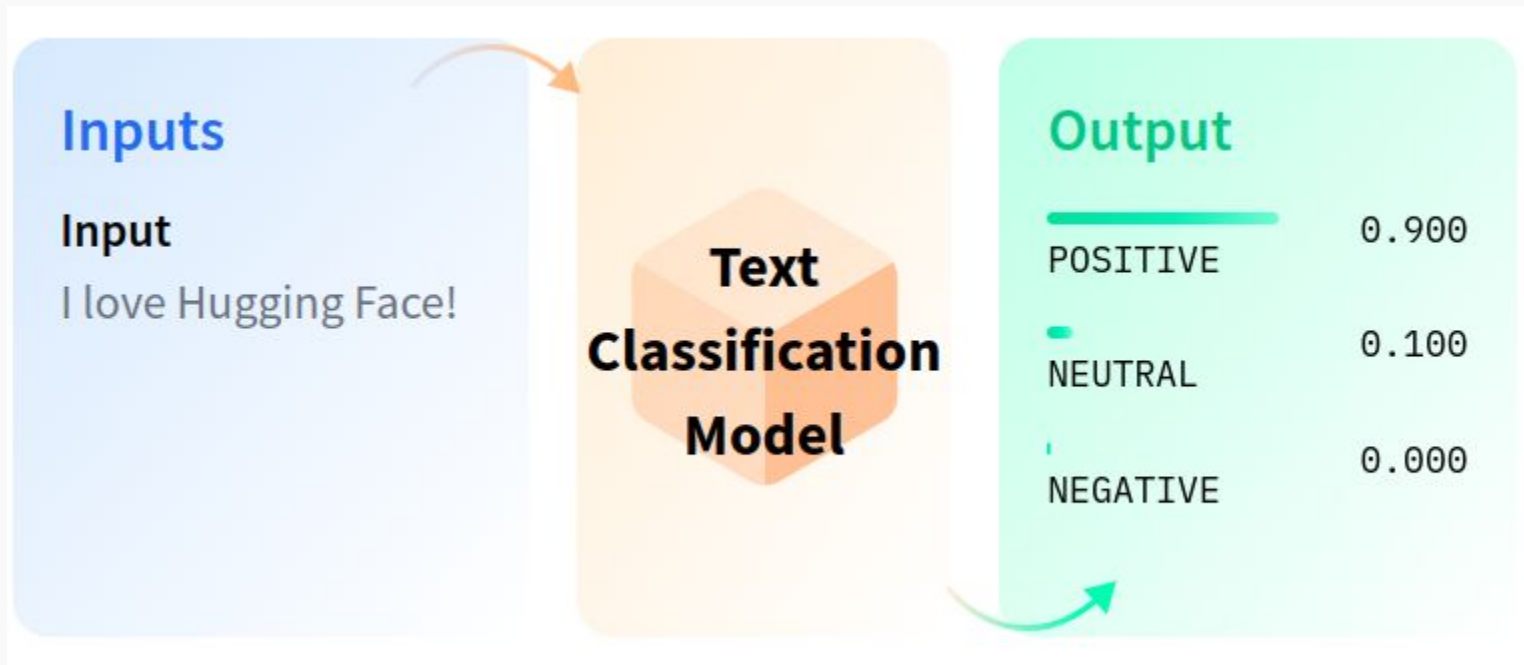 Inputs
Input
I love Hugging Face!
Text
Classification
Model
Output
0.900
POSITIVE
0.100
NEUTRAL
0.000
NEGATIVE